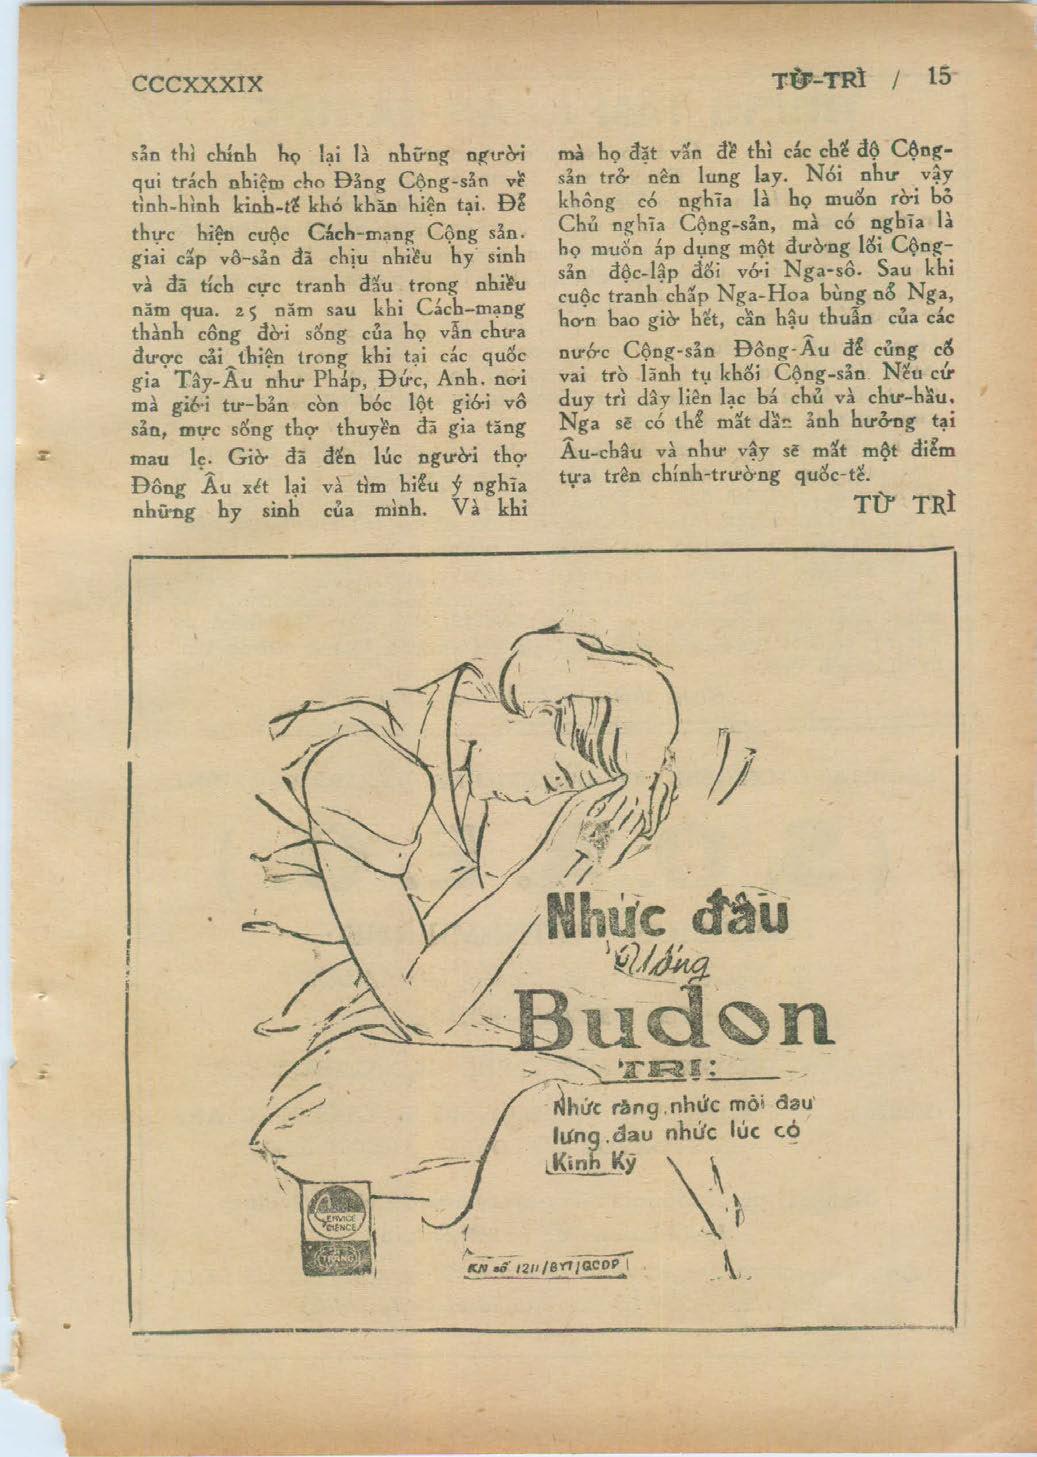 CCCXXXIX
TỪ-TRÌ / 15
sản thì chính họ lại là những người
qui trách nhiệm cho Đảng Cộng-sản về
tình-hình kinh-tế khó khăn hiện tại. Để
thực hiện cuộc Cách-mạng Cộng sản.
giai cấp vô-sản đã chịu nhiều hy sinh
và đã tích cực tranh đấu trong nhiều
năm qua. 25 năm sau khi Cách-mạng
thành công đời sống của họ vẫn chưa
được cải thiện trong khi tại các quốc
gia Tây-Âu như Pháp, Đức, Anh. nơi
mà giới tư-bản còn bóc lột giới vô
sản, mực sống thợ thuyền đã gia tăng
mau lẹ. Giờ đã đến lúc người thợ
Đông Âu xét lại và tìm hiểu ý nghĩa
những hy sinh của mình. Và khi
mà họ đặt vấn đề thì các chế độ Cộng-
sản trở nên lung lay. Nói như vậy
không có nghĩa là họ muốn rời bỏ
Chủ nghĩa Cộng-sản, mà có nghĩa là
họ muốn áp dụng một đường lối Cộng-
sản độc-lập đối với Nga-sô. Sau khi
cuộc tranh chấp Nga-Hoa bùng nổ Nga,
hơn bao giờ hết, cần hậu thuẫn của các
nước Cộng-sản Đông-Âu để củng cố
vai trò lãnh tụ khối Cộng-sản. Nếu cứ
duy trì dây liên lạc bá chủ và chư-hầu.
Nga sẽ có thể mất dần ảnh hưởng tại
Âu-châu và như vậy sẽ mất một điểm
tựa trên chính-trường quốc-tế.
TỪ TRÌ
Nhức đầu
Uống
Budon
TRỊ:
Nhức răng, nhức mỏi đau
lưng, đau nhức lúc có
Kinh Kỳ
KN số 1211/BYT/QCDP